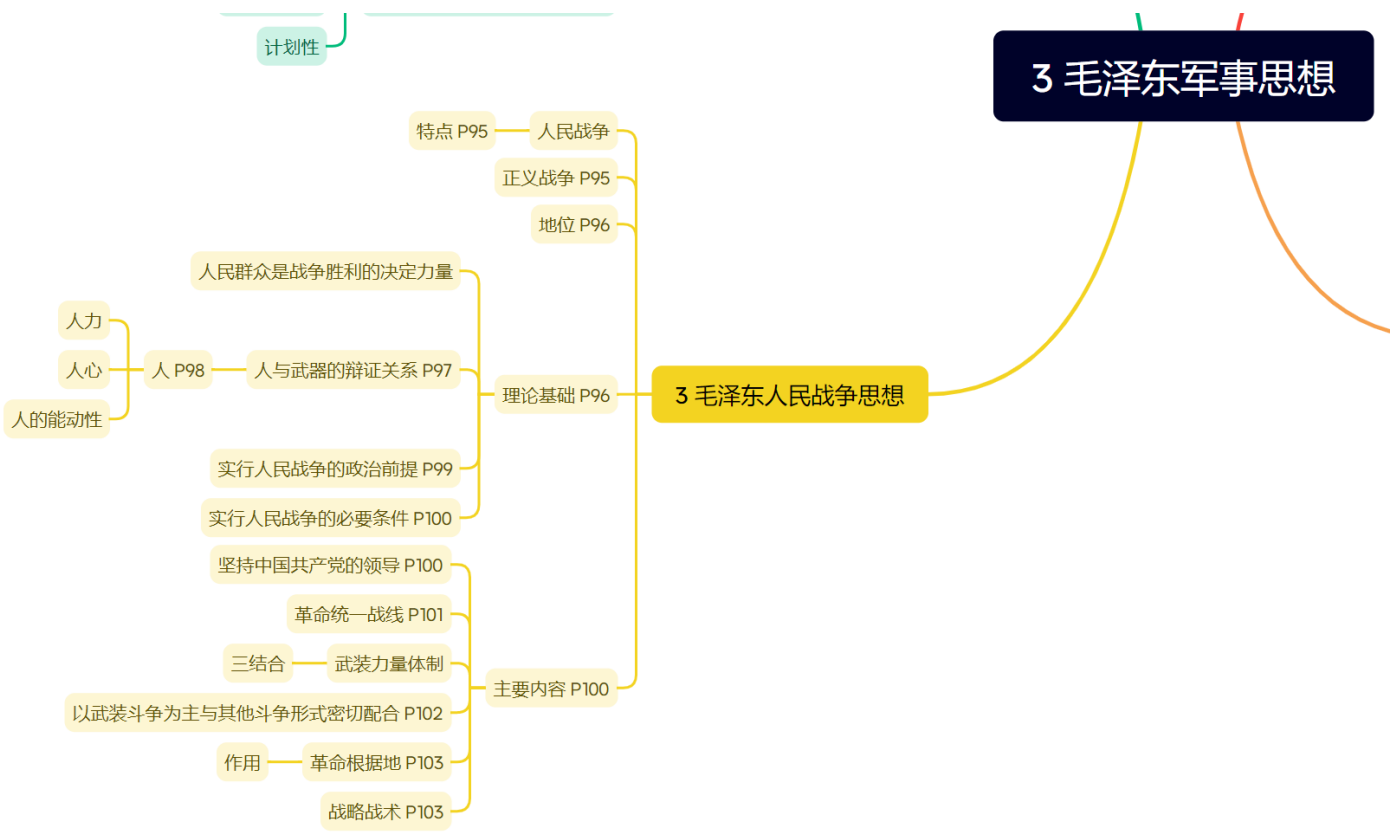 计划性
3 毛泽东军事思想
特点 P95
人民战争
正义战争 P95
地位 P96
人民群众是战争胜利的决定力量
人力
人心
人 P98
人与武器的辩证关系 P97
理论基础 P96
3 毛泽东人民战争思想
人的能动性
实行人民战争的政治前提 P99
实行人民战争的必要条件 P100
坚持中国共产党的领导 P100
革命统一战线 P101
三结合
武装力量体制
主要内容 P100
以武装斗争为主与其他斗争形式密切配合 P102
作用
革命根据地 P103
战略战术 P103